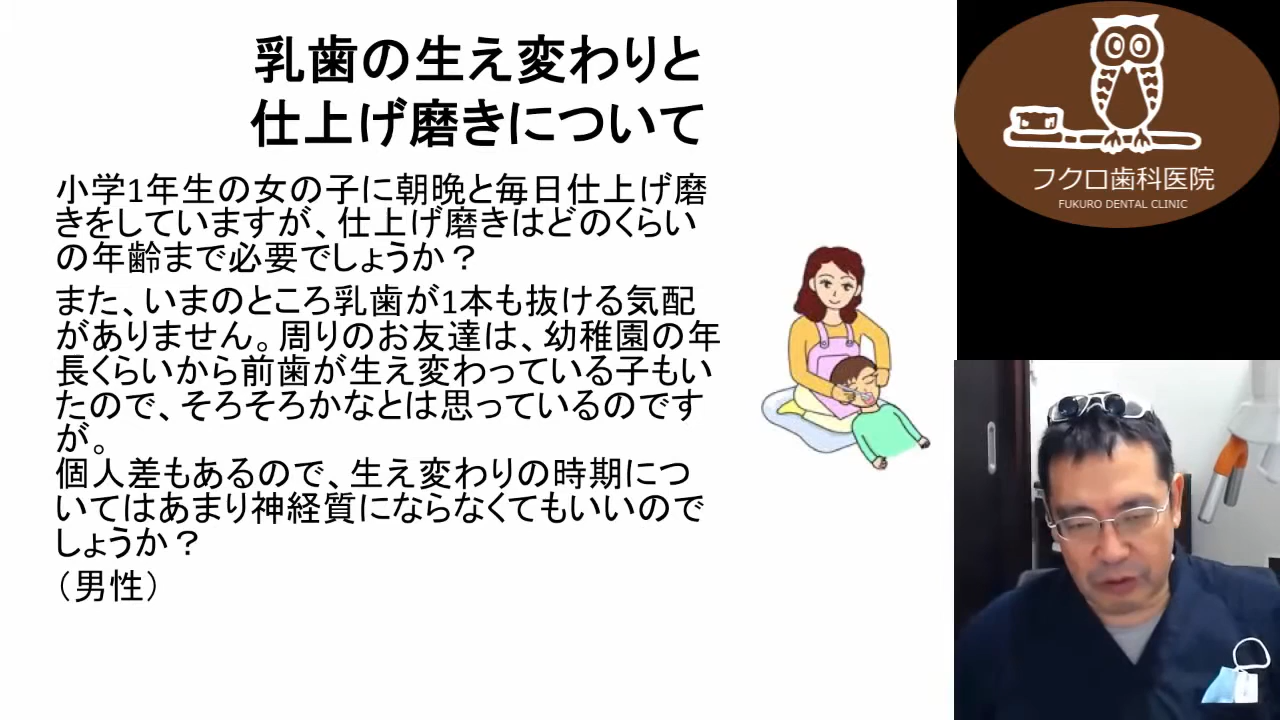 乳歯の生え変わりと
仕上げ磨きについて
小学1年生の女の子に朝晩と毎日仕上げ磨
きをしていますが、仕上げ磨きはどのくらい
の年齢まで必要でしょうか？
また、いまのところ乳歯が1本も抜ける気配
がありません。周りのお友達は、幼稚園の年
長くらいから前歯が生え変わっている子もい
たので、そろそろかなとは思っているのです
が。
個人差もあるので、生え変わりの時期につ
いてはあまり神経質にならなくてもいいので
しょうか？
（男性）
フクロ歯科医院
FUKURO DENTAL CLINIC